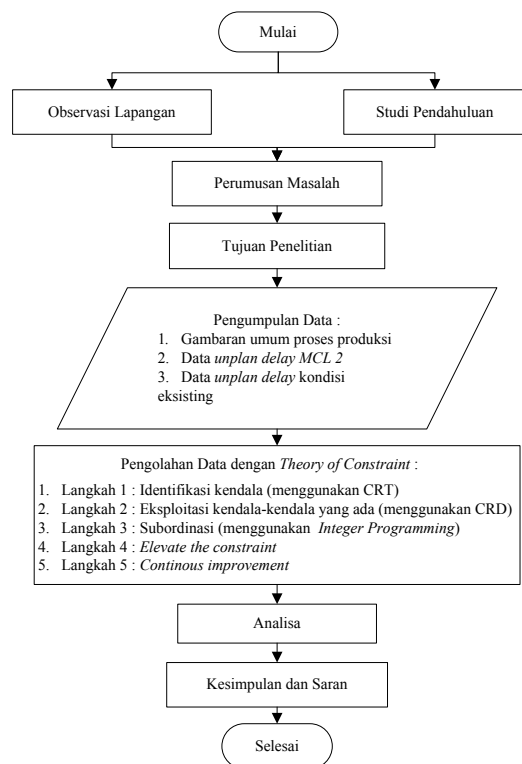 Mulai
Observasi Lapangan
Studi Pendahuluan
Perumusan Masalah
Tujuan Penelitian
Pengumpulan Data :
1. Gambaran umum proses produksi
2. Data unplan delay MCL 2
3. Data unplan delay kondisi
eksisting
Pengolahan Data dengan Theory of Constraint :
1. Langkah 1 : Identifikasi kendala (menggunakan CRT)
2. Langkah 2 : Eksploitasi kendala-kendala yang ada (menggunakan CRD)
3. Langkah 3 : Subordinasi (menggunakan Integer Programming)
4. Langkah 4 : Elevate the constraint
5. Langkah 5 : Continous improvement
Analisa
Kesimpulan dan Saran
Selesai